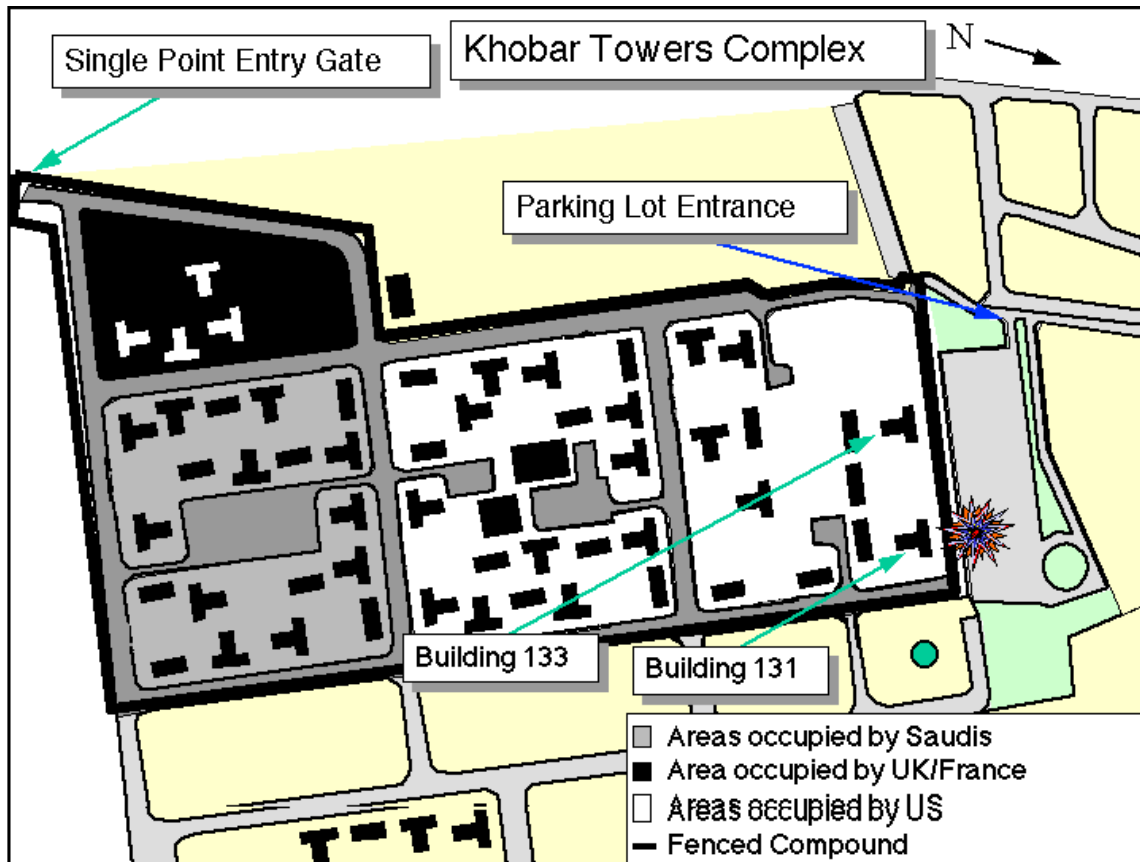 Single Point Entry Gate
Khobar Towers Complex
N
Parking Lot Entrance
Building 133
Building 131
Areas occupied by Saudis
Area occupied by UK/France
Areas occupied by US
Fenced Compound